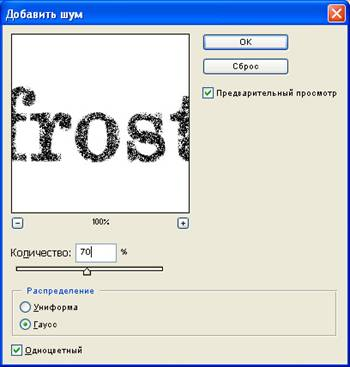 Добавить шум
OK
Сброс
Предварительный просмотр
frost
100%
Количество: 70 %
Распределение
Униформа
Гаусс
Одноцветный